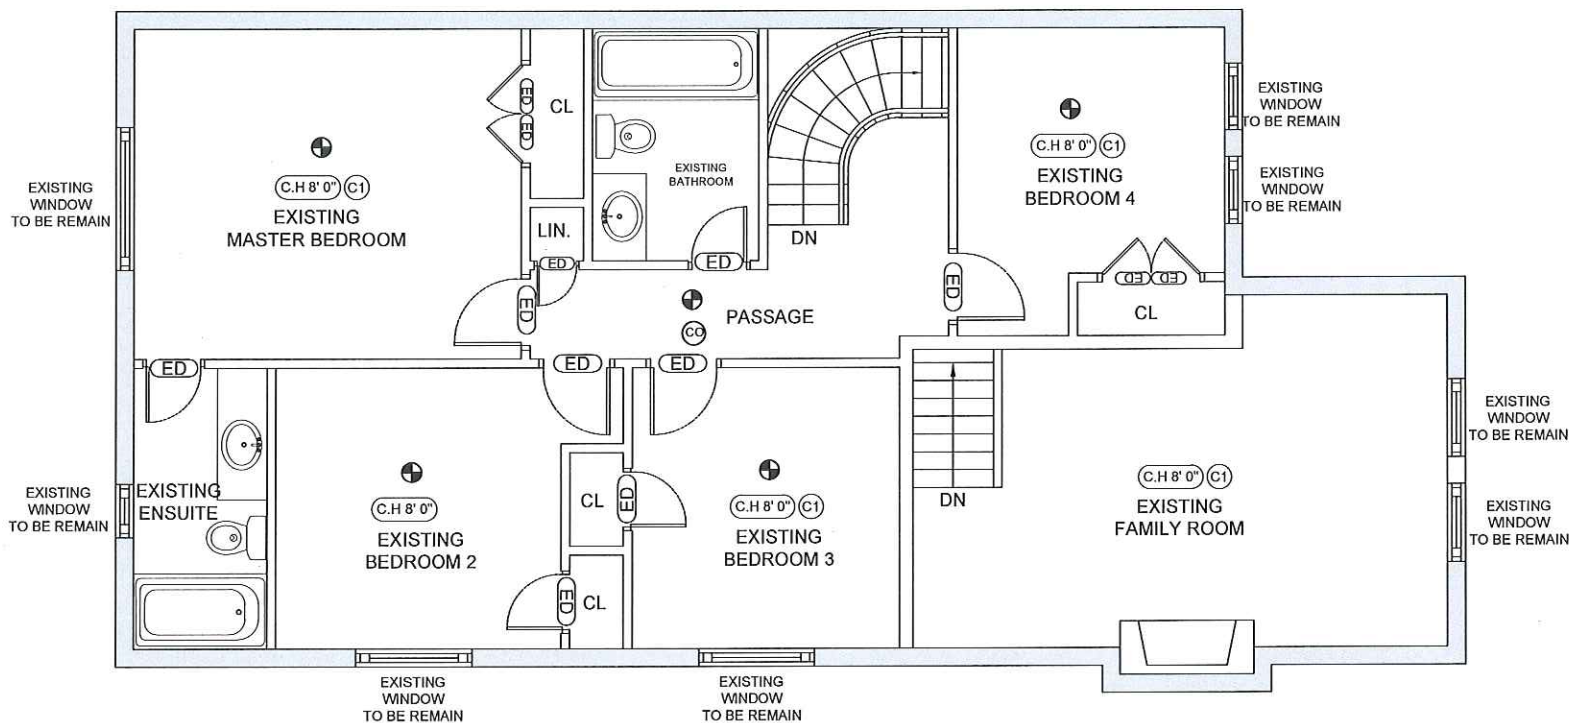 EXISTING
WINDOW
TO BE REMAIN
C.H 8' 0" C1
EXISTING
MASTER BEDROOM
ED
ED
CL
LIN.
ED
ED
EXISTING
BATHROOM
ED
DN
C.H 8' 0" C1
EXISTING
BEDROOM 4
ED
ED ED
CL
EXISTING
WINDOW
TO BE REMAIN
EXISTING
WINDOW
TO BE REMAIN
PASSAGE
CO
ED
ED
ED
EXISTING
ENSUITE
EXISTING
WINDOW
TO BE REMAIN
C.H 8' 0"
EXISTING
BEDROOM 2
CL
ED
CL
ED
C.H 8' 0" C1
EXISTING
BEDROOM 3
DN
C.H 8' 0" C1
EXISTING
FAMILY ROOM
EXISTING
WINDOW
TO BE REMAIN
EXISTING
WINDOW
TO BE REMAIN
EXISTING
WINDOW
TO BE REMAIN
EXISTING
WINDOW
TO BE REMAIN